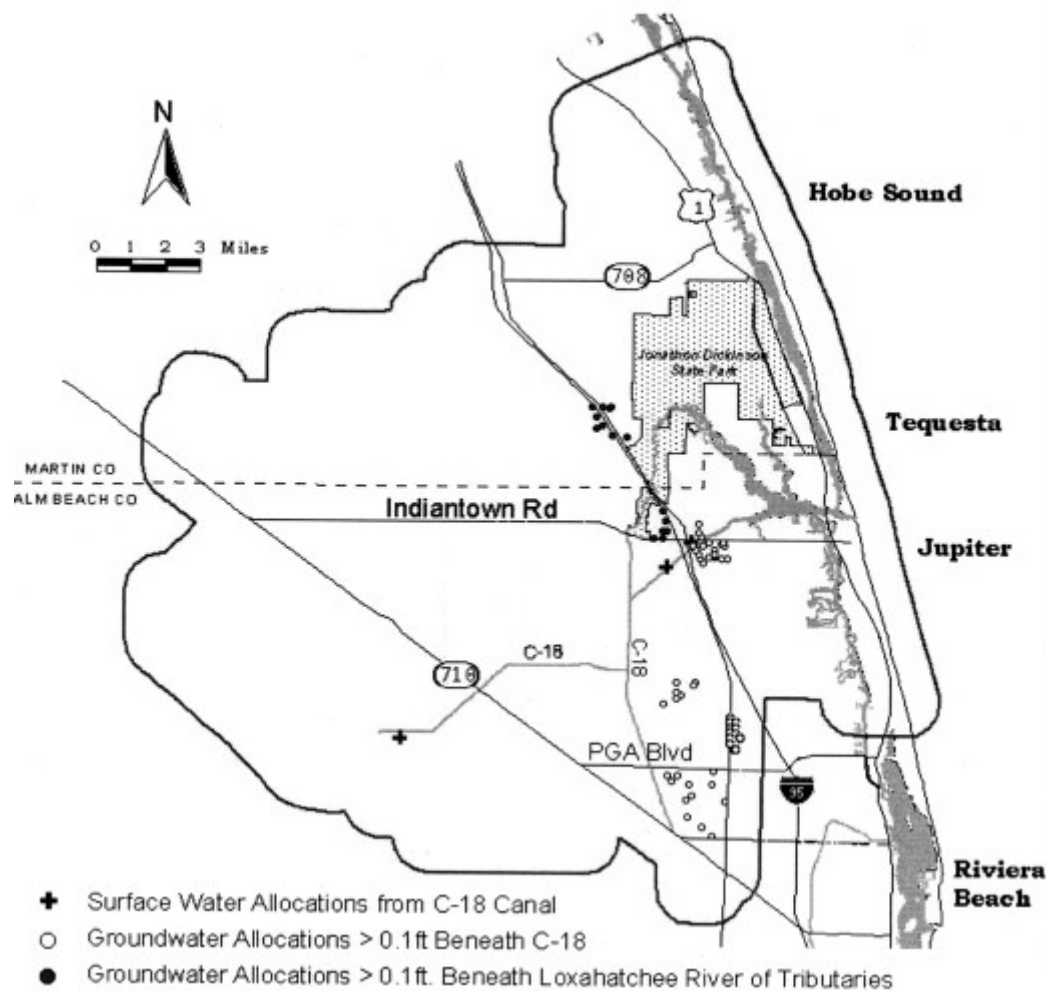 N
Hobe Sound
1
0 1 2 3 Miles
708
Jonathon Dickinson
State Park
Tequesta
MARTIN CO
ALM BEACH CO
Indiantown Rd
Jupiter
C-18
C-18
710
PGA Blvd
95
Riviera
Beach
Surface Water Allocations from C-18 Canal
Groundwater Allocations > 0.1ft Beneath C-18
Groundwater Allocations > 0.1ft. Beneath Loxahatchee River of Tributaries